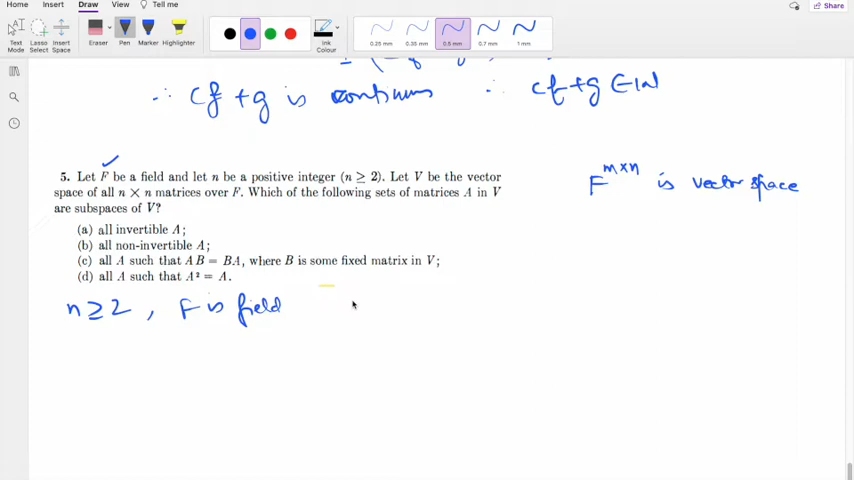 Home Insert Draw View Tell me
Share
Text Mode
Lasso Select
Insert Space
Eraser
Pen
Marker
Highlighter
Ink Colour
0.25 mm
0.35 mm
0.5 mm
0.7 mm
1 mm
∴ cf + g is continuous ∴ cf + g ∈
5. Let F be a field and let n be a positive integer (n ≥ 2). Let V be the vector
space of all n × n matrices over F. Which of the following sets of matrices A in V
are subspaces of V?
(a) all invertible A;
(b) all non-invertible A;
(c) all A such that AB = BA, where B is some fixed matrix in V;
(d) all A such that A² = A.
F^{m×n} is vector space
n ≥ 2, F is field